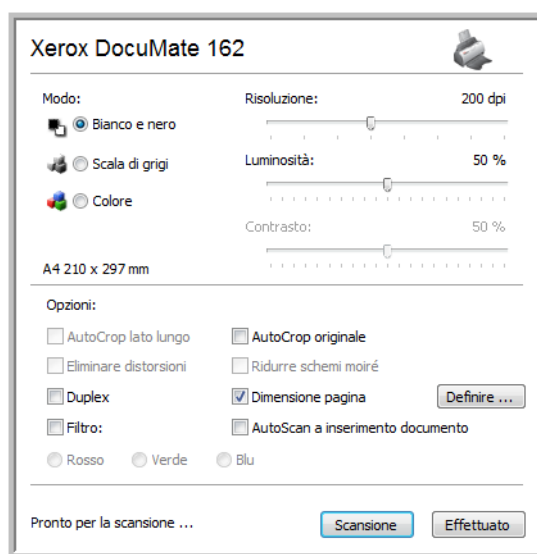 Xerox DocuMate 162
Modo:
Risoluzione: 200 dpi
Bianco e nero
Scala di grigi
Luminosità: 50 %
Colore
Contrasto: 50 %
A4 210 x 297 mm
Opzioni:
AutoCrop lato lungo AutoCrop originale
Eliminare distorsioni Ridurre schemi moiré
Duplex Dimensione pagina Definire ...
Filtro: AutoScan a inserimento documento
Rosso Verde Blu
Pronto per la scansione ... Scansione Effettuato